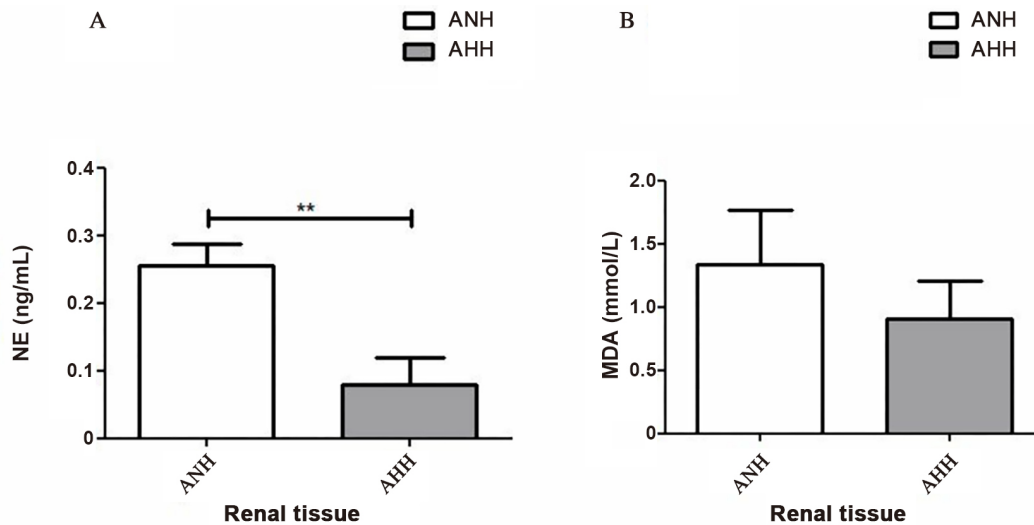 A
ANH
AHH
NE (ng/mL)
0.4
0.3
0.2
0.1
0
**
ANH
AHH
Renal tissue
B
ANH
AHH
MDA (mmol/L)
2.0
1.5
1.0
0.5
0
ANH
AHH
Renal tissue